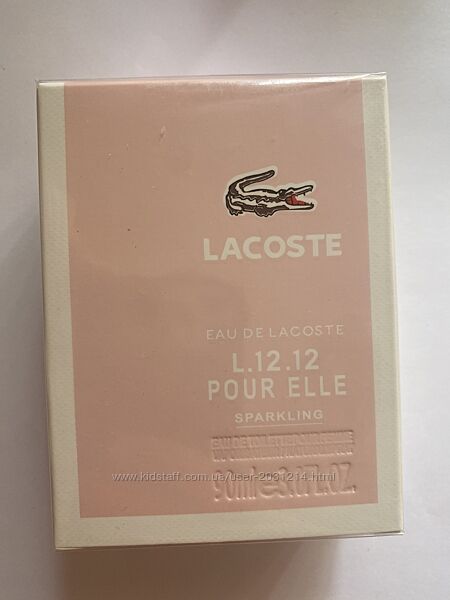 LACOSTE
EAU DE LACOSTE
L.12.12
POUR ELLE
SPARKLING
EAU DE TOILETTE POUR FEMME
90ml e 3.0 FL.OZ.
www.kidstaff.com.ua/user-2031214.html